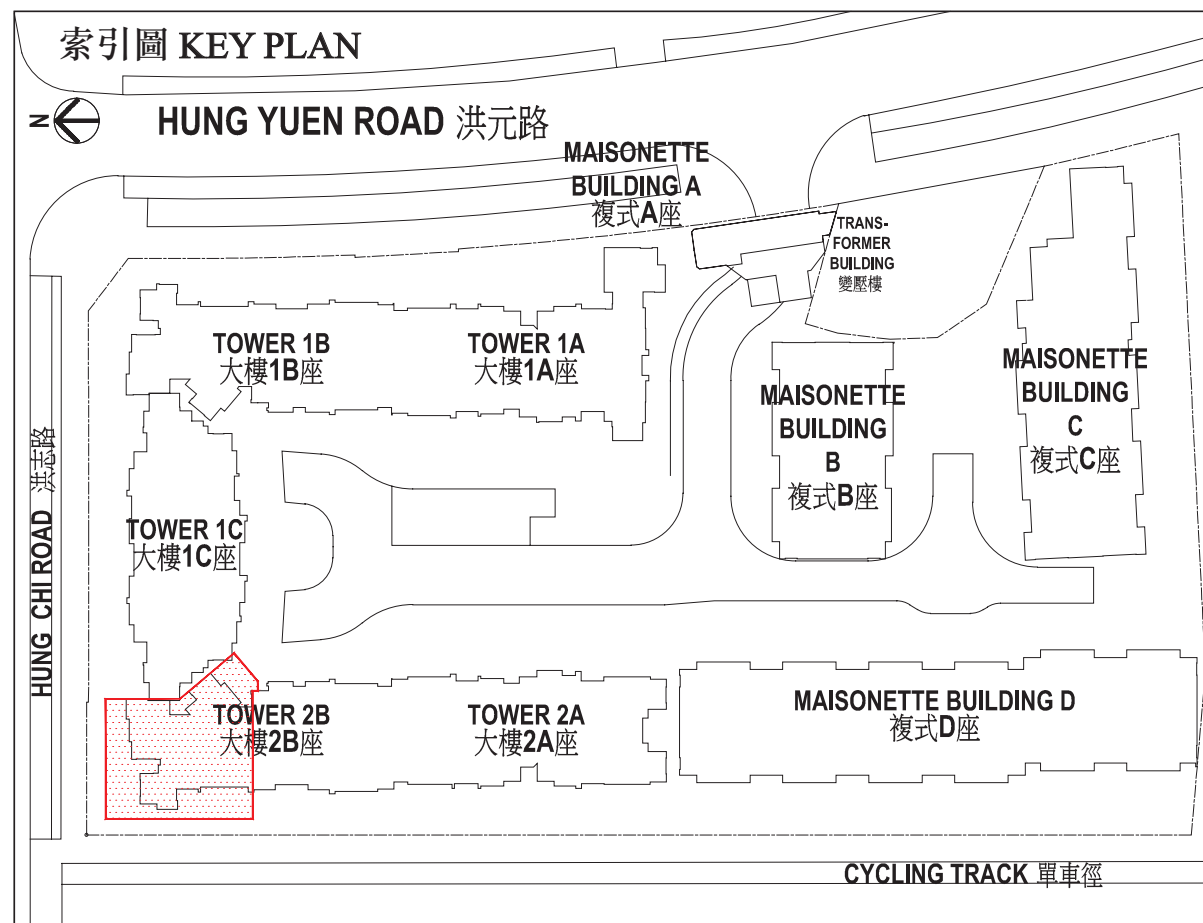 索引圖 KEY PLAN
N
HUNG YUEN ROAD 洪元路
MAISONETTE
BUILDING A
複式A座
TRANS-
FORMER
BUILDING
變壓樓
TOWER 1B
大樓1B座
TOWER 1A
大樓1A座
MAISONETTE
BUILDING
B
複式B座
MAISONETTE
BUILDING
C
複式C座
HUNG CHI ROAD 洪志路
TOWER 1C
大樓1C座
TOWER 2B
大樓2B座
TOWER 2A
大樓2A座
MAISONETTE BUILDING D
複式D座
CYCLING TRACK 單車徑